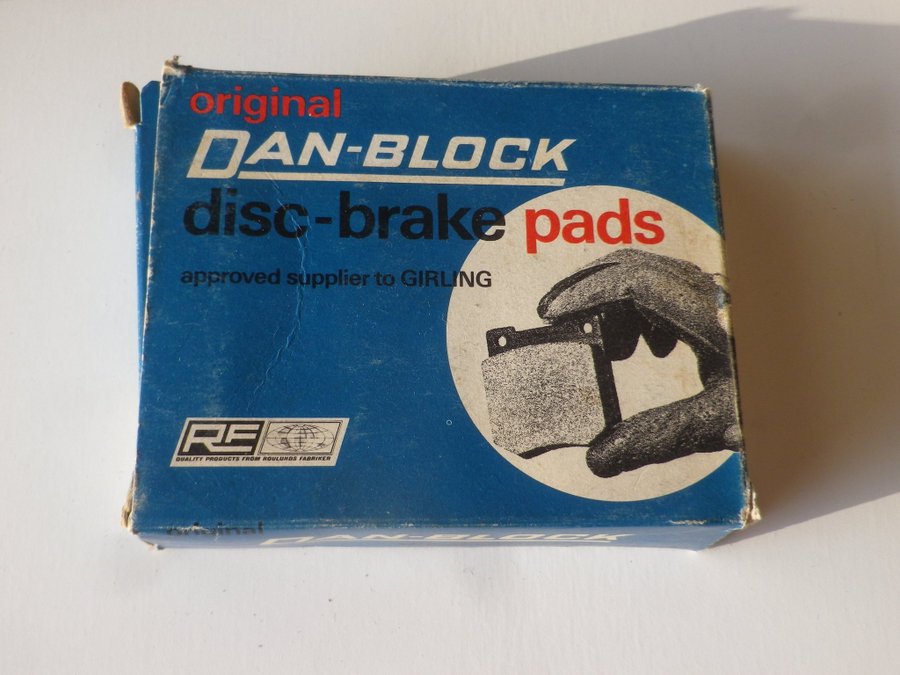 original
DAN-BLOCK
disc-brake pads
approved supplier to GIRLING
RF
QUALITY PRODUCTS FROM ROULUNDS FABRIKER
original
DAN-BLOCK